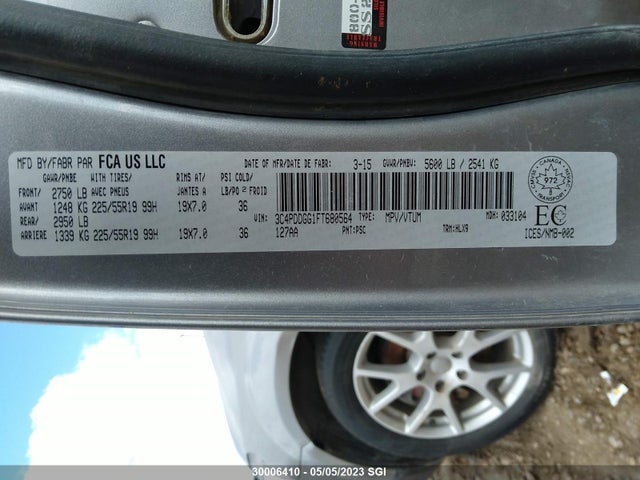 MFD BY/FABR PAR FCA US LLC DATE OF MFR/DATE DE FABR: 3-15 GVWR/PNBV: 5600 LB / 2541 KG
GAWR/PNBE WITH TIRES/ RIMS AT/ PSI COLD/
FRONT/ 2750 LB AVEC PNEUS JANTES A LB/PO² FROID
AVANT 1248 KG 225/55R19 99H 19X7.0 36
REAR/ 2950 LB
ARRIERE 1339 KG 225/55R19 99H 19X7.0 36
VIN: 3C4PDDGG1FT680564 TYPE: MPV/VTUM MDH: 033104
127AA PNT:PSC TRM:HLX9
CANADA
972
EC
ICES/NMB-002
WARNING
30006410 - 05/05/2023 SGI